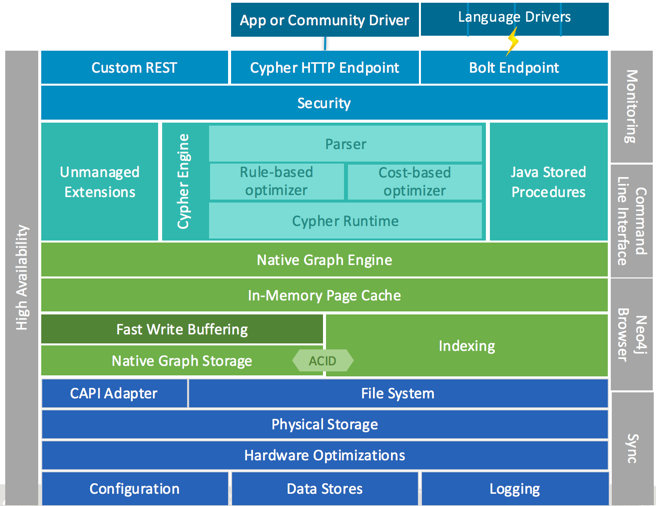 App or Community Driver
Language Drivers
Custom REST
Cypher HTTP Endpoint
Bolt Endpoint
Security
Unmanaged
Extensions
Cypher Engine
Parser
Rule-based
optimizer
Cost-based
optimizer
Cypher Runtime
Java Stored
Procedures
Native Graph Engine
In-Memory Page Cache
Fast Write Buffering
Native Graph Storage
ACID
Indexing
CAPI Adapter
File System
Physical Storage
Hardware Optimizations
Configuration
Data Stores
Logging
High Availability
Monitoring
Command
Line Interface
Neo4j
Browser
Sync